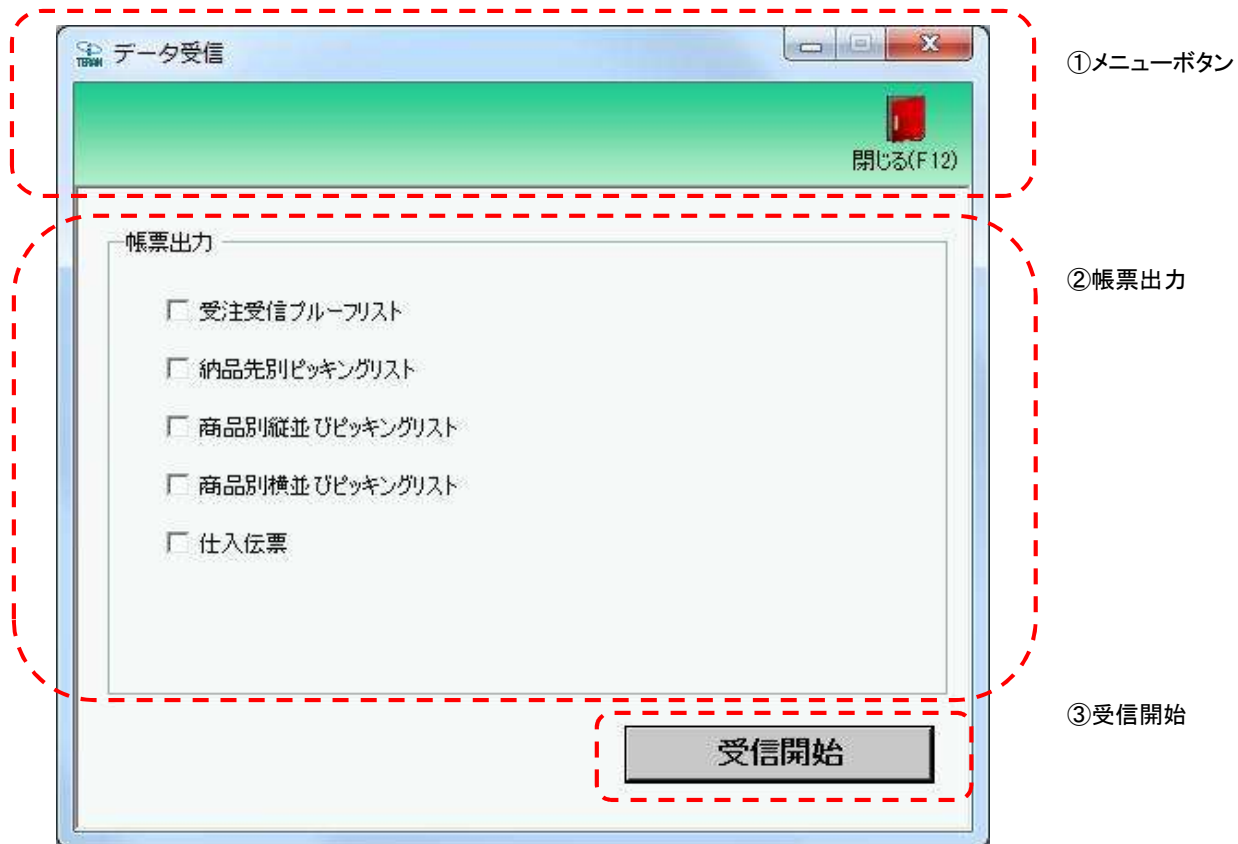 TERAN データ受信
①メニューボタン
閉じる(F12)
帳票出力
②帳票出力
受注受信プルーフリスト
納品先別ピッキングリスト
商品別縦並びピッキングリスト
商品別横並びピッキングリスト
仕入伝票
③受信開始
受信開始